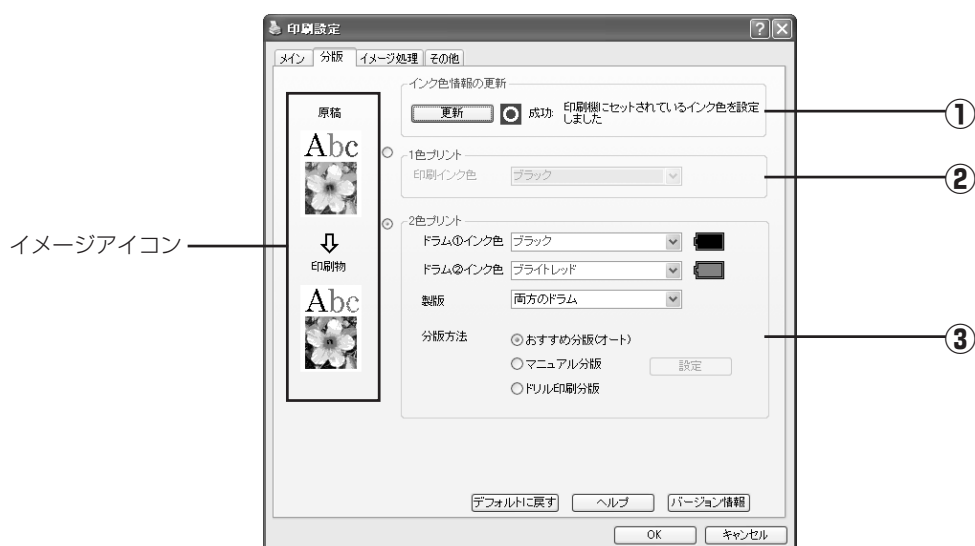 印刷設定
メイン 分版 イメージ処理 その他
イメージアイコン
原稿
Abc
印刷物
Abc
インク色情報の更新
更新 成功: 印刷機にセットされているインク色を設定
しました
①
1色プリント
印刷インク色 ブラック
②
2色プリント
ドラム①インク色 ブラック
ドラム②インク色 ブライトレッド
製版 両方のドラム
分版方法 おすすめ分版(オート)
マニュアル分版 設定
ドリル印刷分版
③
デフォルトに戻す ヘルプ バージョン情報
OK キャンセル